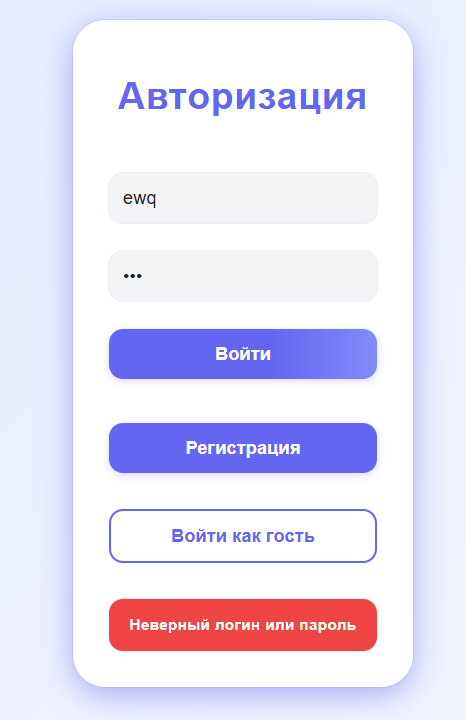 Авторизация
ewq
•••
Войти
Регистрация
Войти как гость
Неверный логин или пароль